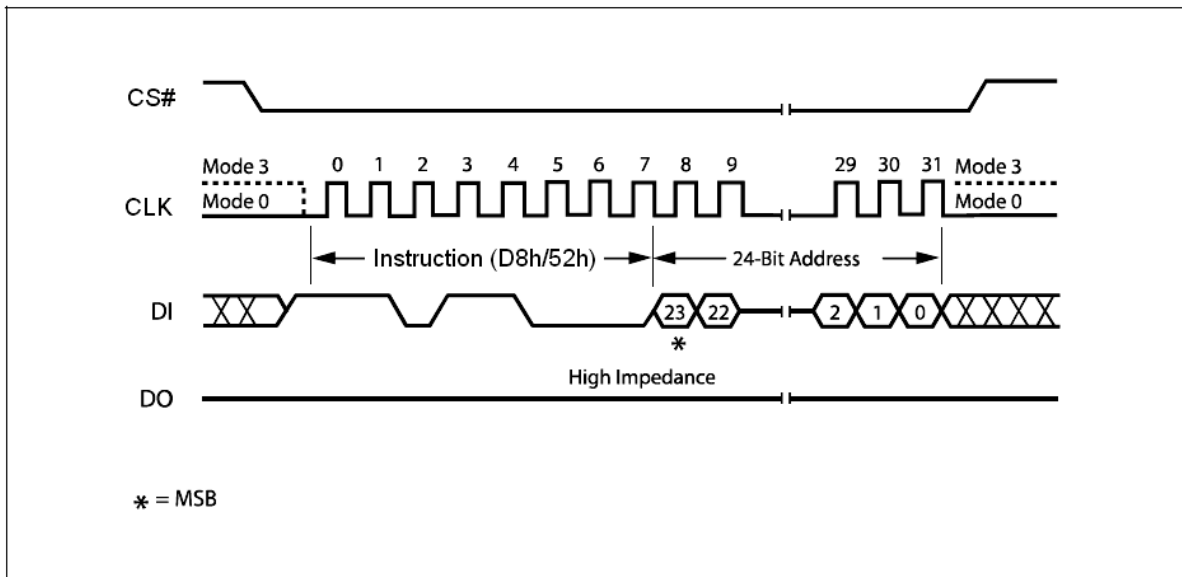 CS#
Mode 3 0 1 2 3 4 5 6 7 8 9 29 30 31 Mode 3
CLK Mode 0 Mode 0
Instruction (D8h/52h) 24-Bit Address
DI 23 22 2 1 0
*
High Impedance
DO
* = MSB